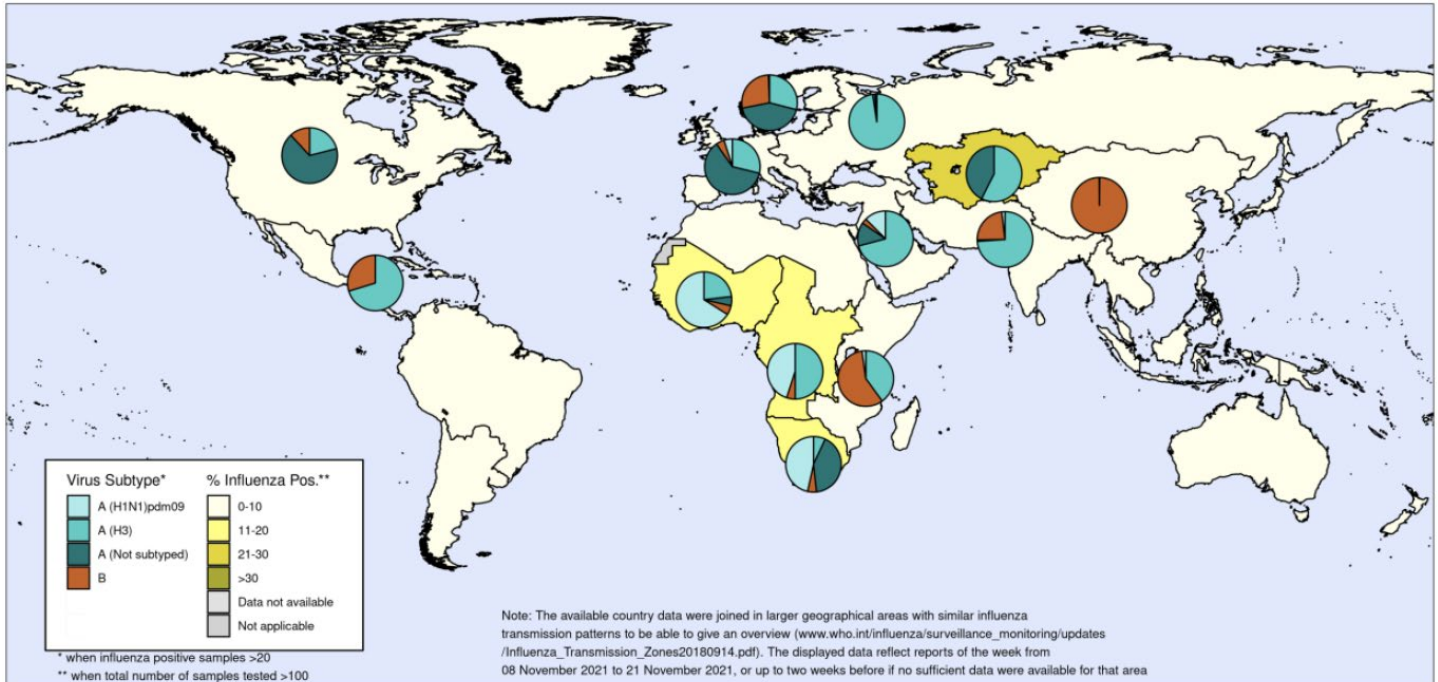 Virus Subtype*
A (H1N1)pdm09
A (H3)
A (Not subtyped)
B
% Influenza Pos.**
0-10
11-20
21-30
>30
Data not available
Not applicable
* when influenza positive samples >20
** when total number of samples tested >100
Note: The available country data were joined in larger geographical areas with similar influenza
transmission patterns to be able to give an overview (www.who.int/influenza/surveillance_monitoring/updates
/Influenza_Transmission_Zones20180914.pdf). The displayed data reflect reports of the week from
08 November 2021 to 21 November 2021, or up to two weeks before if no sufficient data were available for that area